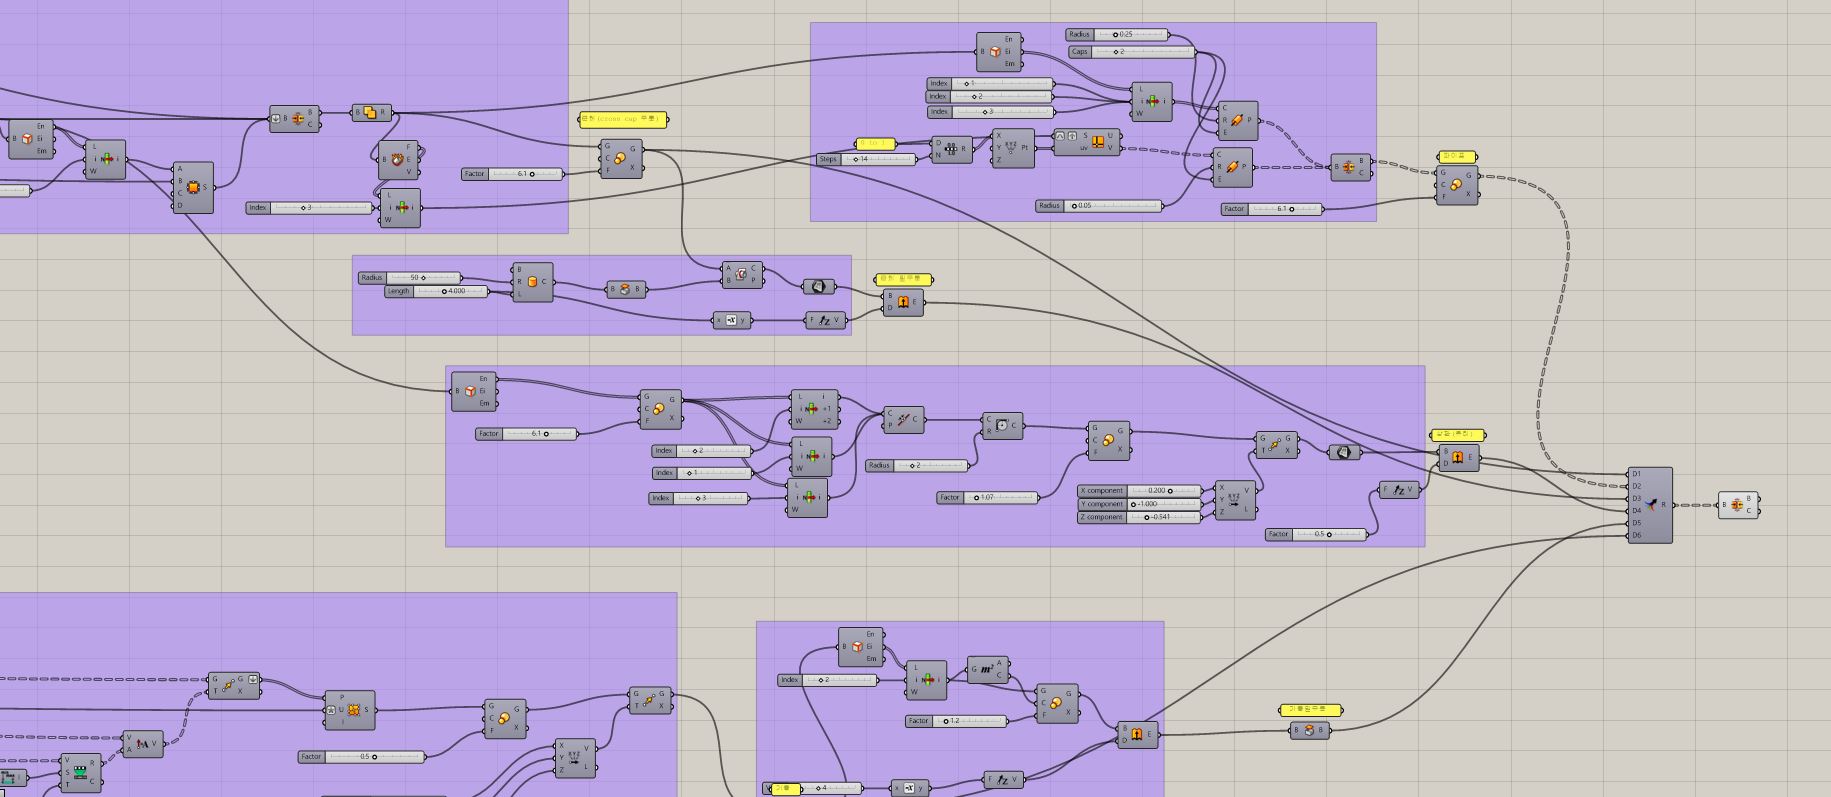 Radius 0.25
Caps 2
B En Ei Em
Index 1
Index 2
Index 3
L i W i
C R E P
0 to 1
Steps 14
D N R
X Y Z Pt
S uv U V
C R E P
Radius 0.05
B B C
Factor 6.1
G C F G X
B En Ei Em
L i W i
A B C D S
B B C
B R
B F E V
Index 3
L i W i
Factor 6.1
G C F G X
Radius 50
Length 4.000
B R L C
B B
A B C P
x -x y
F V
B D E
B En Ei Em
Factor 6.1
G C F G X
Index 2
Index 1
Index 3
L i W i +1 +2
L i W i
L i W i
C P C
Radius 2
C R C
Factor 1.07
G C F G X
X component 0.200
Y component -1.000
Z component -0.541
X Y Z V L
G T G X
Factor 0.5
F V
B D E
D1
D2
D3
D4
D5
D6
R
B B C
G T G X
P U i S
V A V
V S T R C
Factor 0.5
G C F G X
X Y Z V L
G T G X
B En Ei Em
Index 2
L i W i
G m² A C
Factor 1.2
G C F G X
B D E
4
x -x y
F V
B B